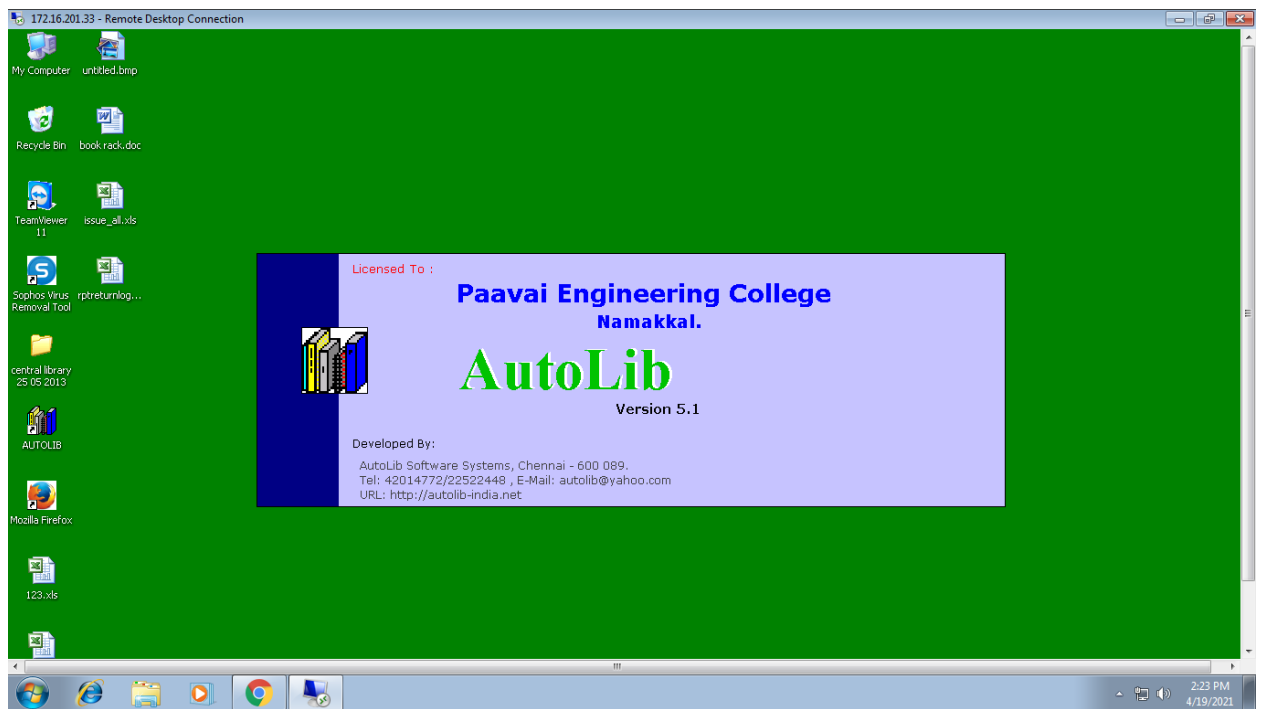 172.16.201.33 - Remote Desktop Connection
My Computer
untitled.bmp
Recycle Bin
book rack.doc
TeamViewer
11
issue_all.xls
Sophos Virus
Removal Tool
rptreturnlog...
central library
25 05 2013
AUTOLIB
Mozilla Firefox
123.xls
Licensed To :
Paavai Engineering College
Namakkal.
AutoLib
Version 5.1
Developed By:
AutoLib Software Systems, Chennai - 600 089.
Tel: 42014772/22522448 , E-Mail: autolib@yahoo.com
URL: http://autolib-india.net
2:23 PM
4/19/2021